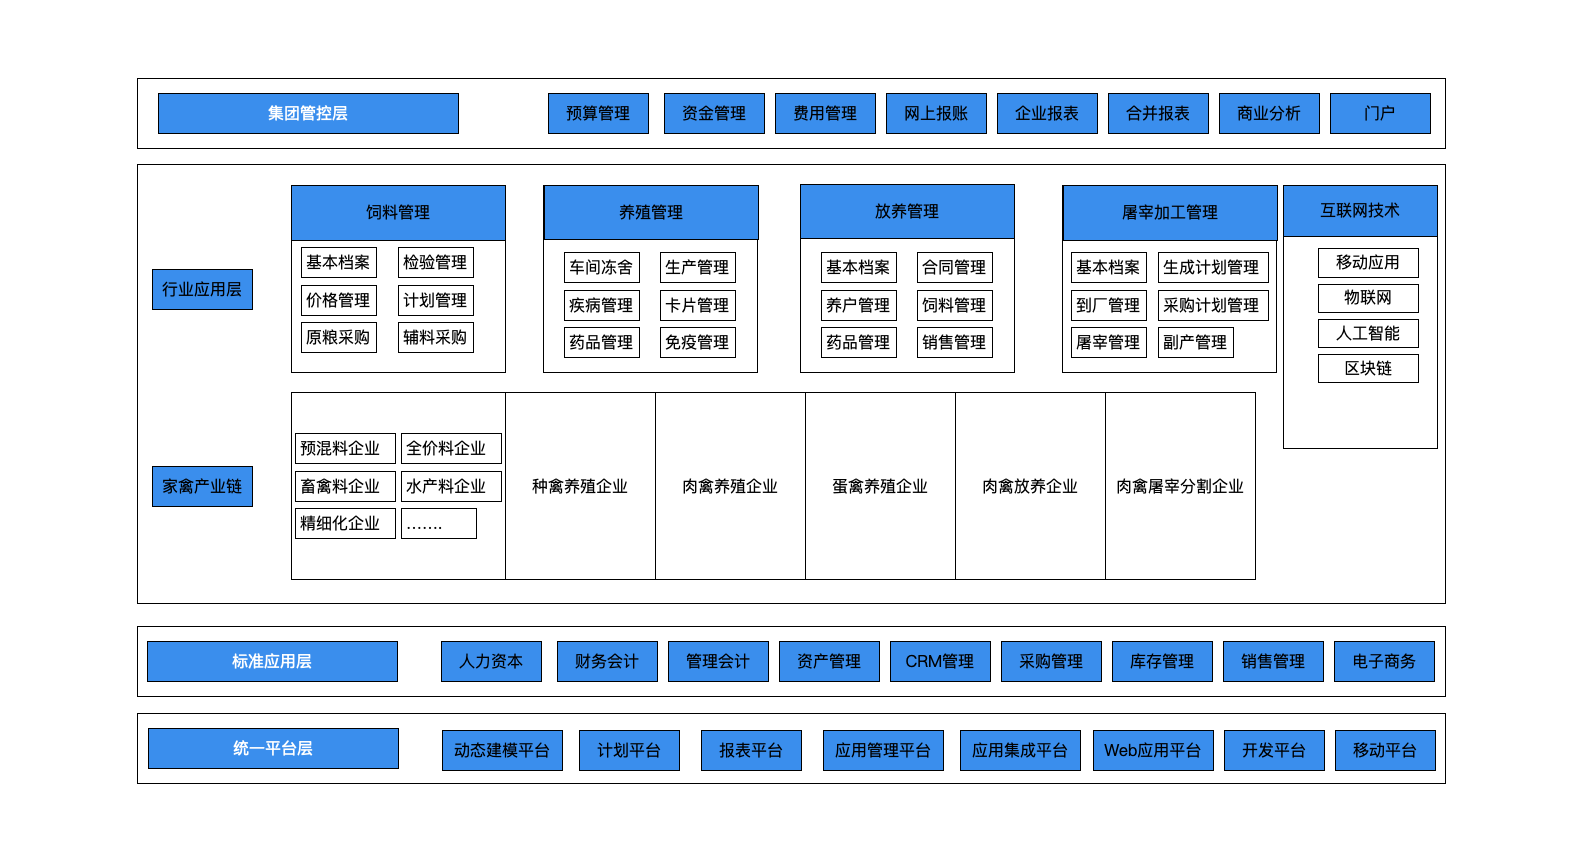 集团管控层
预算管理
资金管理
费用管理
网上报账
企业报表
合并报表
商业分析
门户
行业应用层
饲料管理
基本档案
检验管理
价格管理
计划管理
原粮采购
辅料采购
养殖管理
车间冻舍
生产管理
疾病管理
卡片管理
药品管理
免疫管理
放养管理
基本档案
合同管理
养户管理
饲料管理
药品管理
销售管理
屠宰加工管理
基本档案
生成计划管理
到厂管理
采购计划管理
屠宰管理
副产管理
互联网技术
移动应用
物联网
人工智能
区块链
家禽产业链
预混料企业
全价料企业
畜禽料企业
水产料企业
精细化企业
.......
种禽养殖企业
肉禽养殖企业
蛋禽养殖企业
肉禽放养企业
肉禽屠宰分割企业
标准应用层
人力资本
财务会计
管理会计
资产管理
CRM管理
采购管理
库存管理
销售管理
电子商务
统一平台层
动态建模平台
计划平台
报表平台
应用管理平台
应用集成平台
Web应用平台
开发平台
移动平台